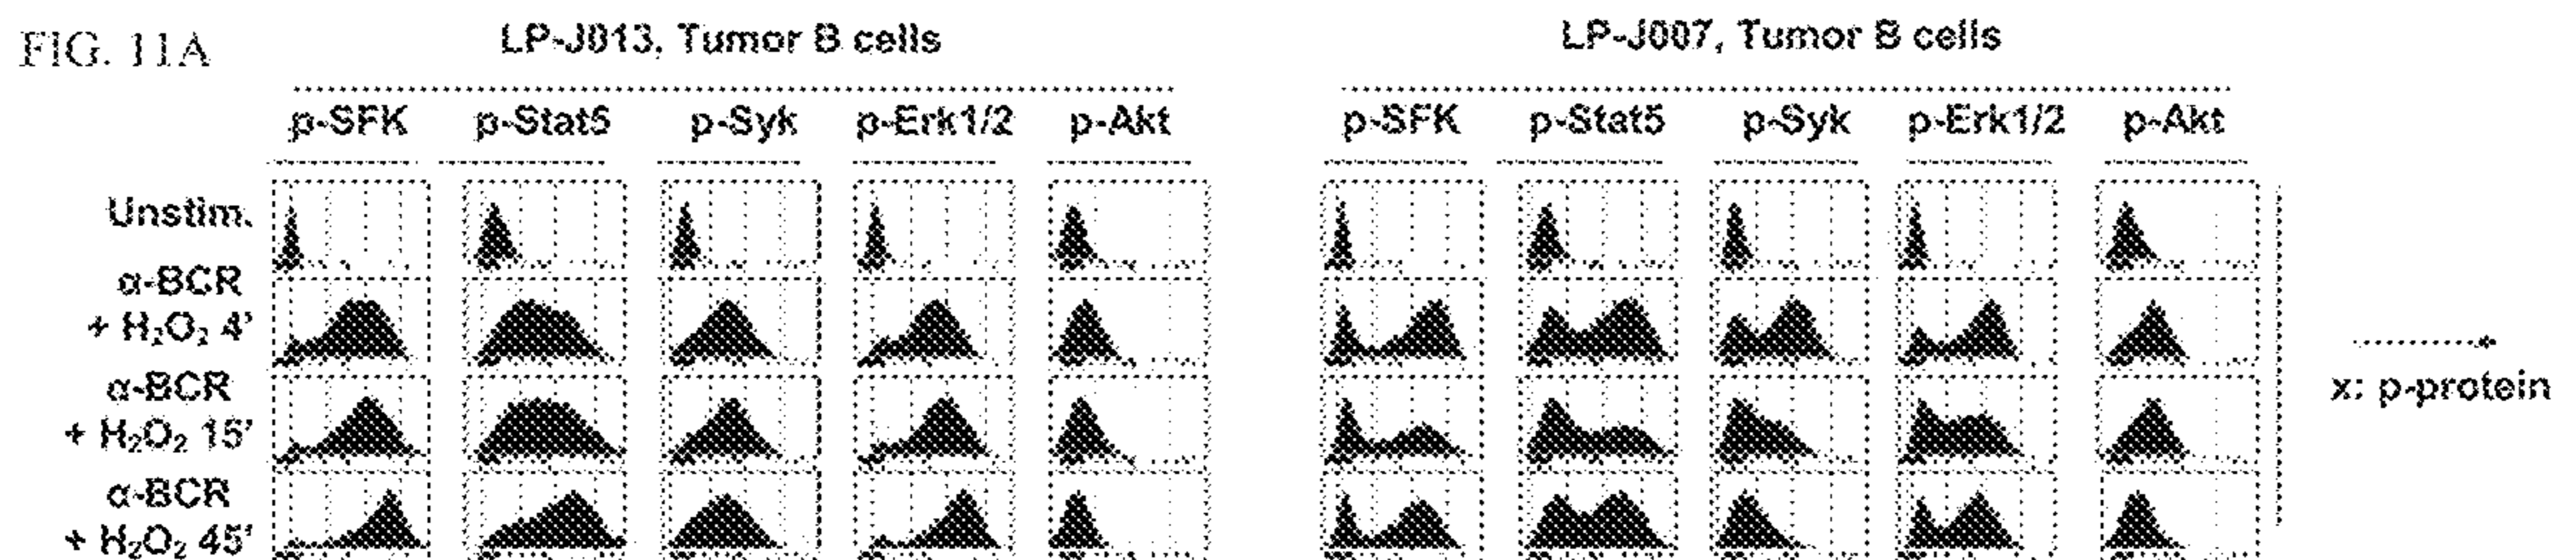 FIG. 11A
LP-J013, Tumor B cells
LP-J007, Tumor B cells
p-SFK p-Stat5 p-Syk p-Erk1/2 p-Akt
p-SFK p-Stat5 p-Syk p-Erk1/2 p-Akt
Unstim.
α-BCR
+ H₂O₂ 4'
α-BCR
+ H₂O₂ 15'
α-BCR
+ H₂O₂ 45'
x: p-protein